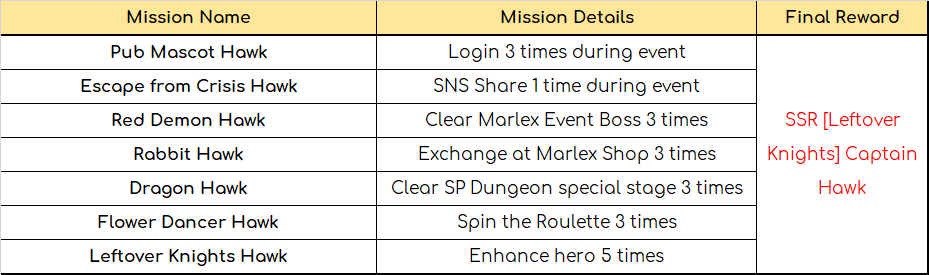 Mission Name Mission Details Final Reward
Pub Mascot Hawk Login 3 times during event
Escape from Crisis Hawk SNS Share 1 time during event
Red Demon Hawk Clear Marlex Event Boss 3 times
Rabbit Hawk Exchange at Marlex Shop 3 times
Dragon Hawk Clear SP Dungeon special stage 3 times
Flower Dancer Hawk Spin the Roulette 3 times
Leftover Knights Hawk Enhance hero 5 times
SSR [Leftover
Knights] Captain
Hawk